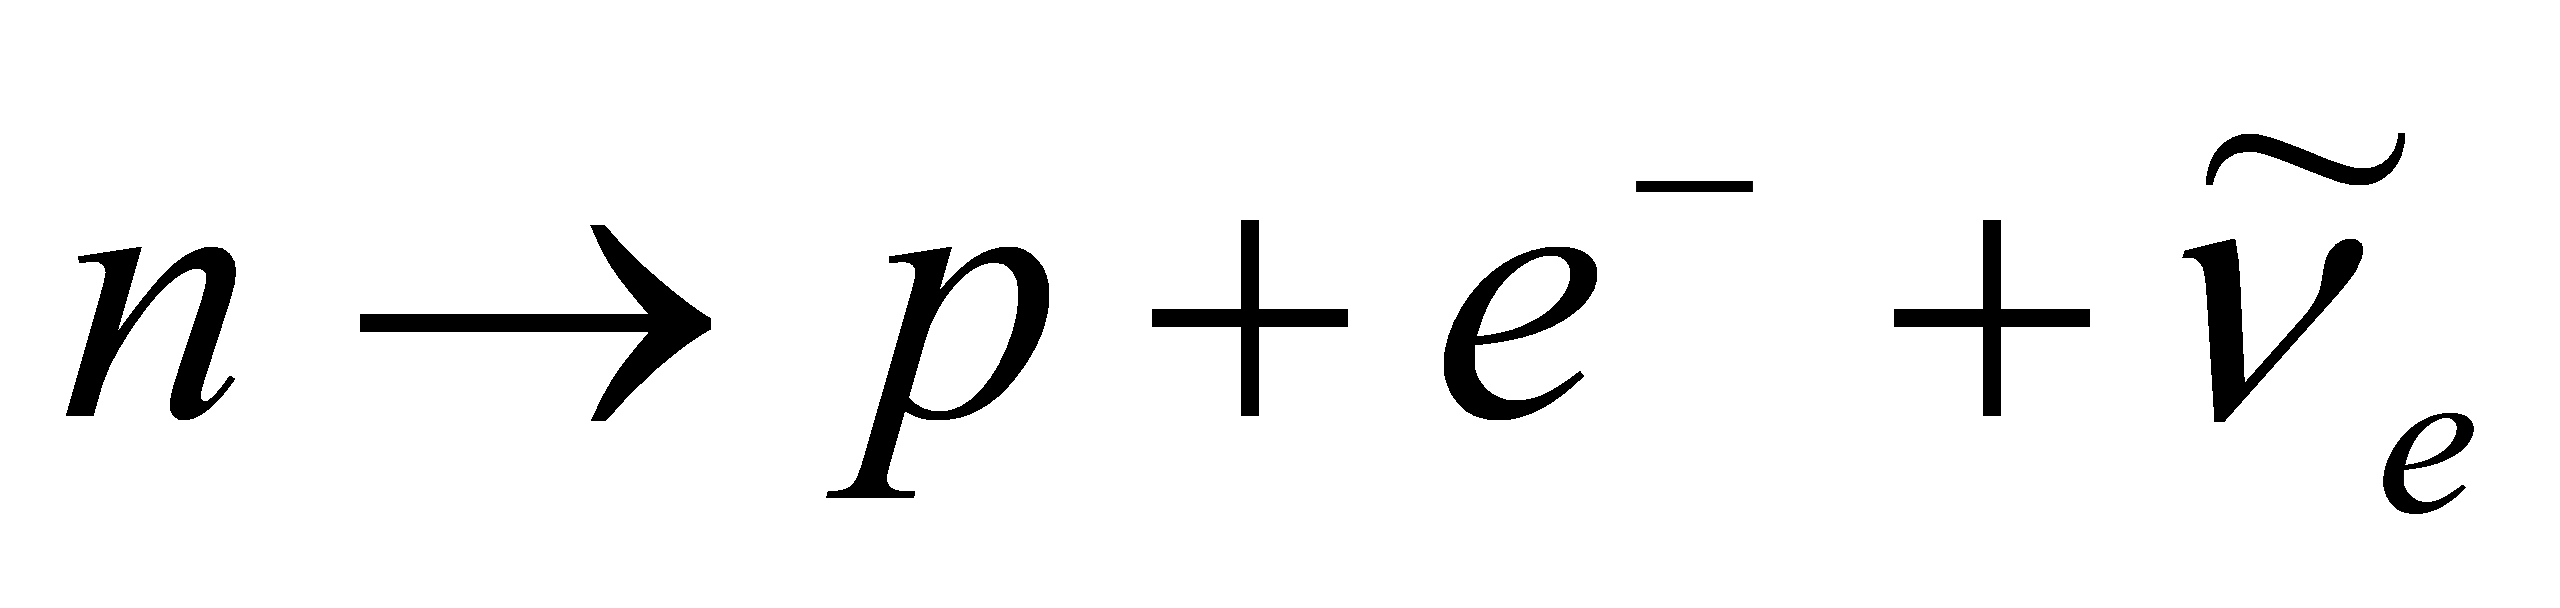 n → p + e⁻ + ν̃ₑ